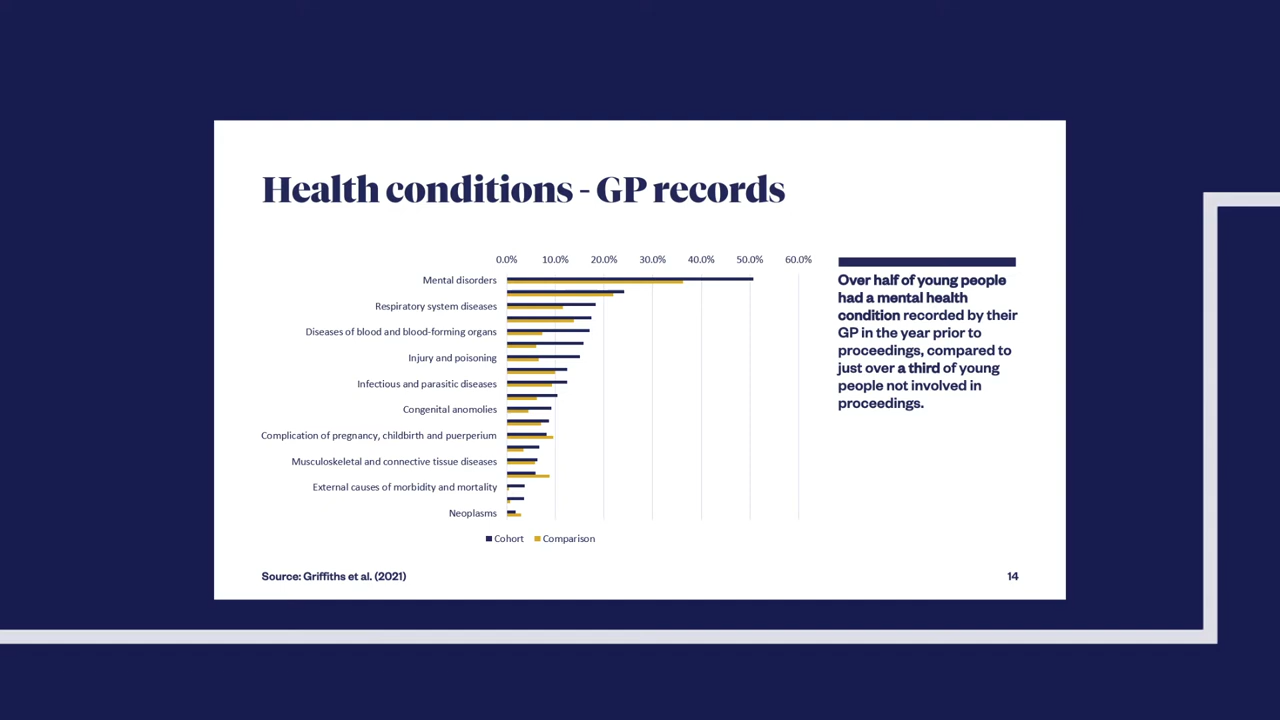 Health conditions - GP records
0.0% 10.0% 20.0% 30.0% 40.0% 50.0% 60.0%
Mental disorders
Respiratory system diseases
Diseases of blood and blood-forming organs
Injury and poisoning
Infectious and parasitic diseases
Congenital anomolies
Complication of pregnancy, childbirth and puerperium
Musculoskeletal and connective tissue diseases
External causes of morbidity and mortality
Neoplasms
Cohort Comparison
Over half of young people
had a mental health
condition recorded by their
GP in the year prior to
proceedings, compared to
just over a third of young
people not involved in
proceedings.
Source: Griffiths et al. (2021)
14